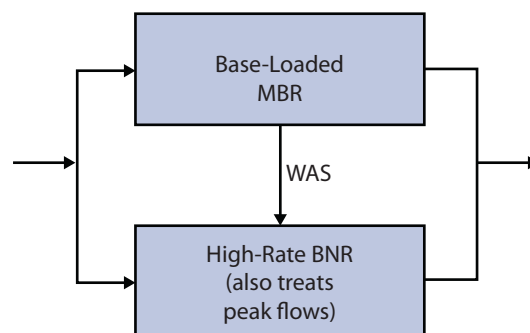 Base-Loaded
MBR
WAS
High-Rate BNR
(also treats
peak flows)